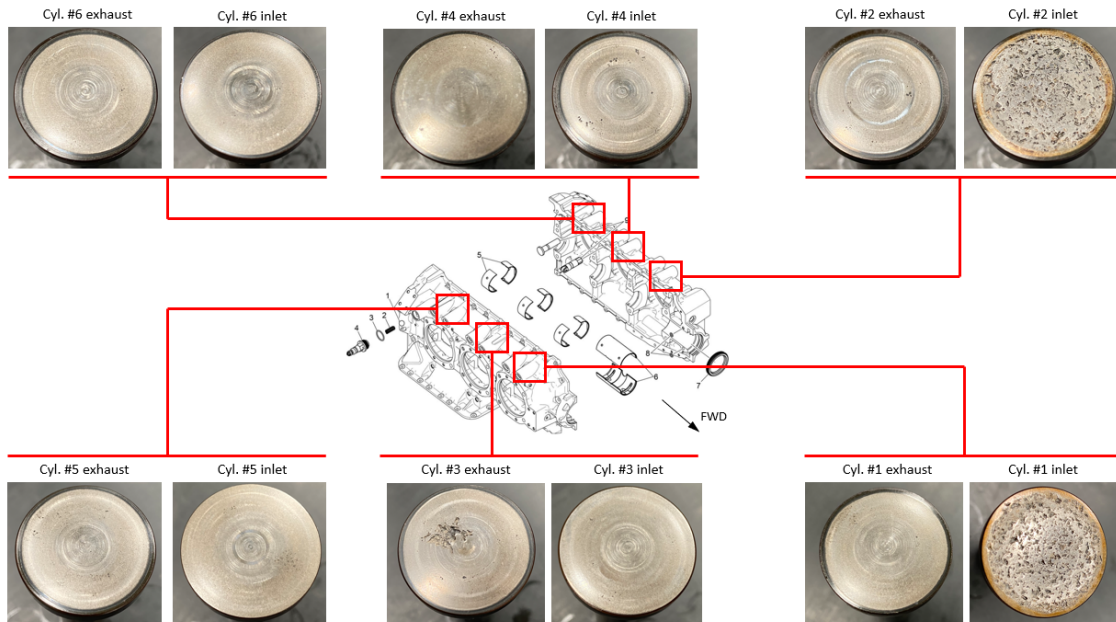 Cyl. #6 exhaust
Cyl. #6 inlet
Cyl. #4 exhaust
Cyl. #4 inlet
Cyl. #2 exhaust
Cyl. #2 inlet
9
5
1
3
2
4
8
6
7
FWD
Cyl. #5 exhaust
Cyl. #5 inlet
Cyl. #3 exhaust
Cyl. #3 inlet
Cyl. #1 exhaust
Cyl. #1 inlet